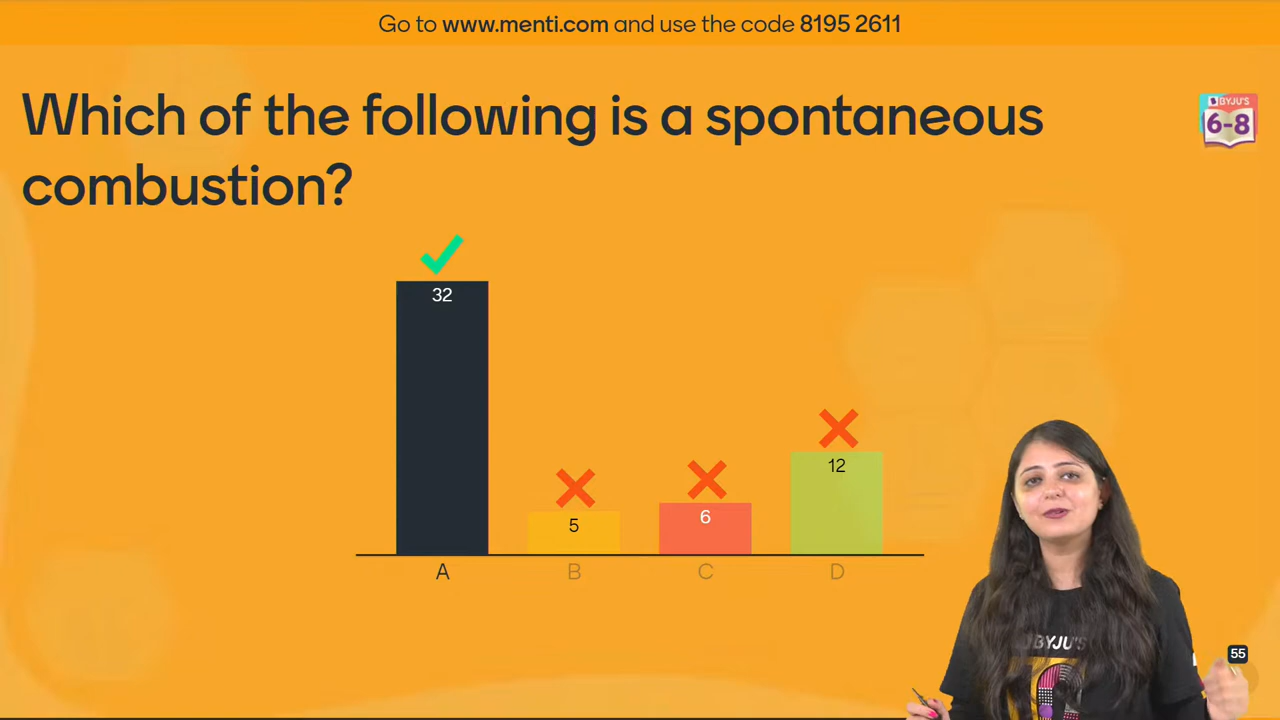 Go to www.menti.com and use the code 8195 2611
Which of the following is a spontaneous
combustion?
BYJU'S
6-8
32
5
6
12
A
B
C
D
BYJU'S
55